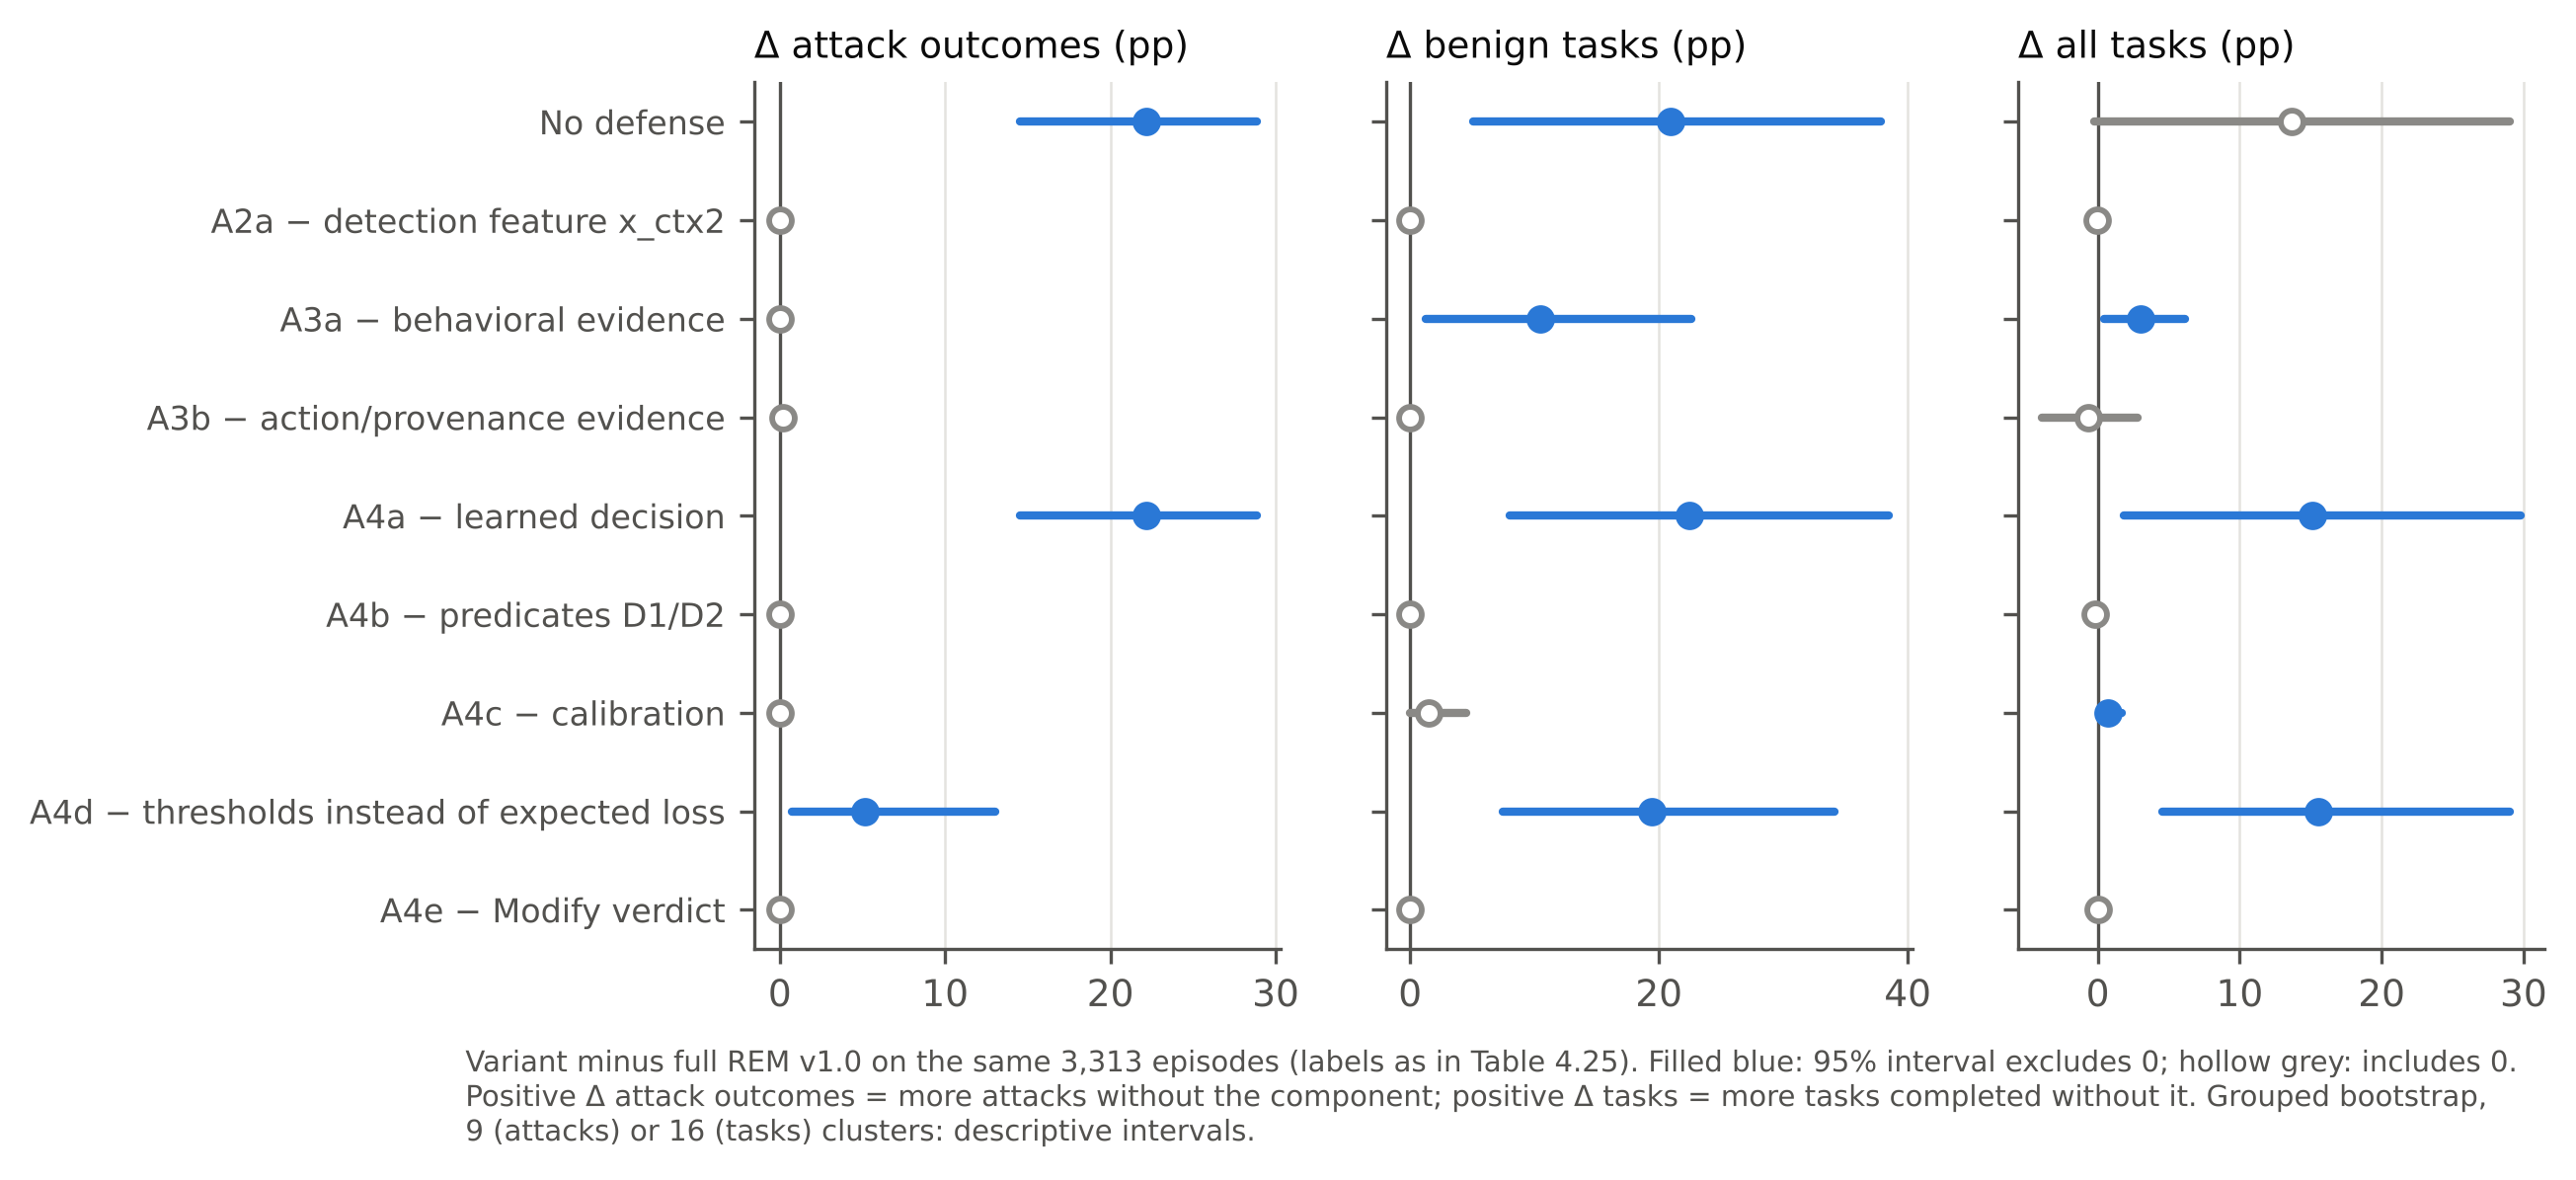 Δ attack outcomes (pp)
Δ benign tasks (pp)
Δ all tasks (pp)
No defense
A2a − detection feature x_ctx2
A3a − behavioral evidence
A3b − action/provenance evidence
A4a − learned decision
A4b − predicates D1/D2
A4c − calibration
A4d − thresholds instead of expected loss
A4e − Modify verdict
0 10 20 30
0 20 40
0 10 20 30
Variant minus full REM v1.0 on the same 3,313 episodes (labels as in Table 4.25). Filled blue: 95% interval excludes 0; hollow grey: includes 0.
Positive Δ attack outcomes = more attacks without the component; positive Δ tasks = more tasks completed without it. Grouped bootstrap,
9 (attacks) or 16 (tasks) clusters: descriptive intervals.